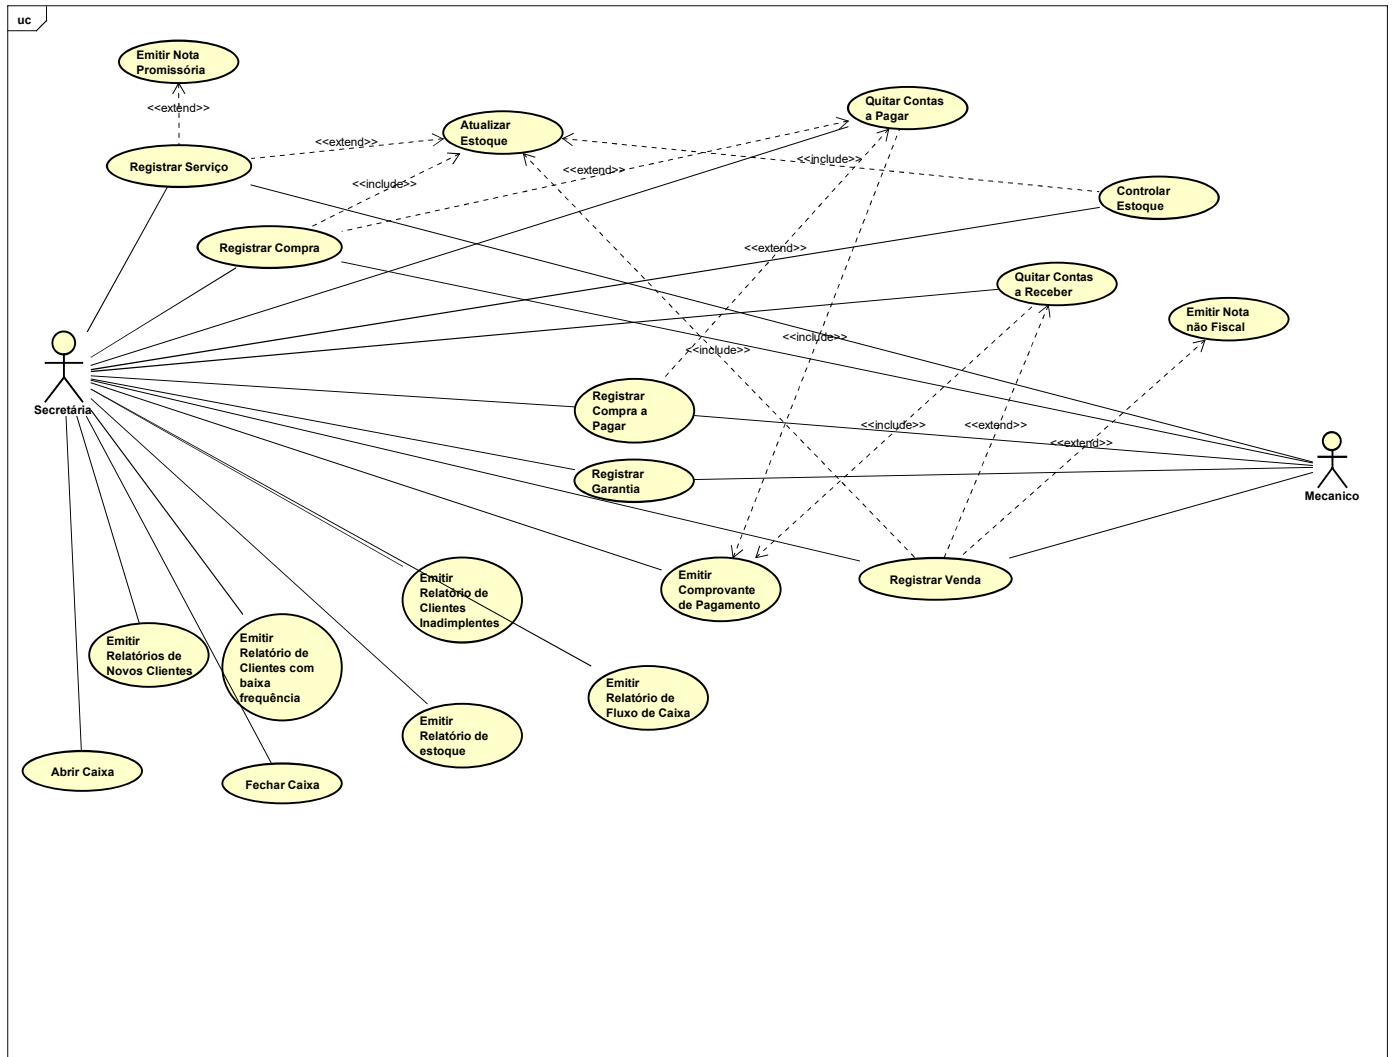 uc
Emitir Nota
Promissória
<<extend>>
Registrar Serviço
<<extend>>
Atualizar
Estoque
<<include>>
<<extend>>
Quitar Contas
a Pagar
<<include>>
Controlar
Estoque
Registrar Compra
<<extend>>
Quitar Contas
a Receber
Emitir Nota
não Fiscal
<<include>>
<<include>>
Secretária
Registrar
Compra a
Pagar
<<include>>
<<extend>>
<<extend>>
Registrar
Garantia
Mecanico
Emitir
Relatório de
Clientes
Inadimplentes
Emitir
Comprovante
de Pagamento
Registrar Venda
Emitir
Relatórios de
Novos Clientes
Emitir
Relatório de
Clientes com
baixa
frequência
Emitir
Relatório de
Fluxo de Caixa
Emitir
Relatório de
estoque
Abrir Caixa
Fechar Caixa